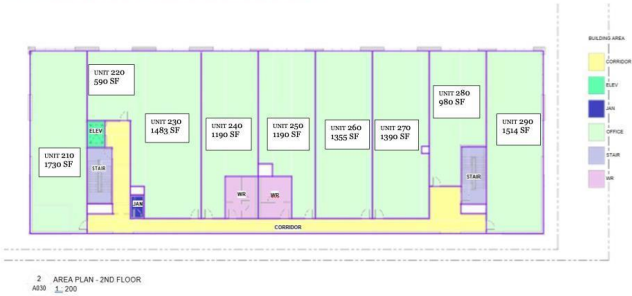 BUILDING AREA
CORRIDOR
ELEV
JAN
OFFICE
STAIR
WR
UNIT 220
590 SF
UNIT 230
1483 SF
UNIT 240
1190 SF
UNIT 250
1190 SF
UNIT 260
1355 SF
UNIT 270
1390 SF
UNIT 280
980 SF
UNIT 290
1514 SF
UNIT 210
1730 SF
ELEV
STAIR
STAIR
JAN
WR
WR
CORRIDOR
2 AREA PLAN - 2ND FLOOR
A030 1 : 200